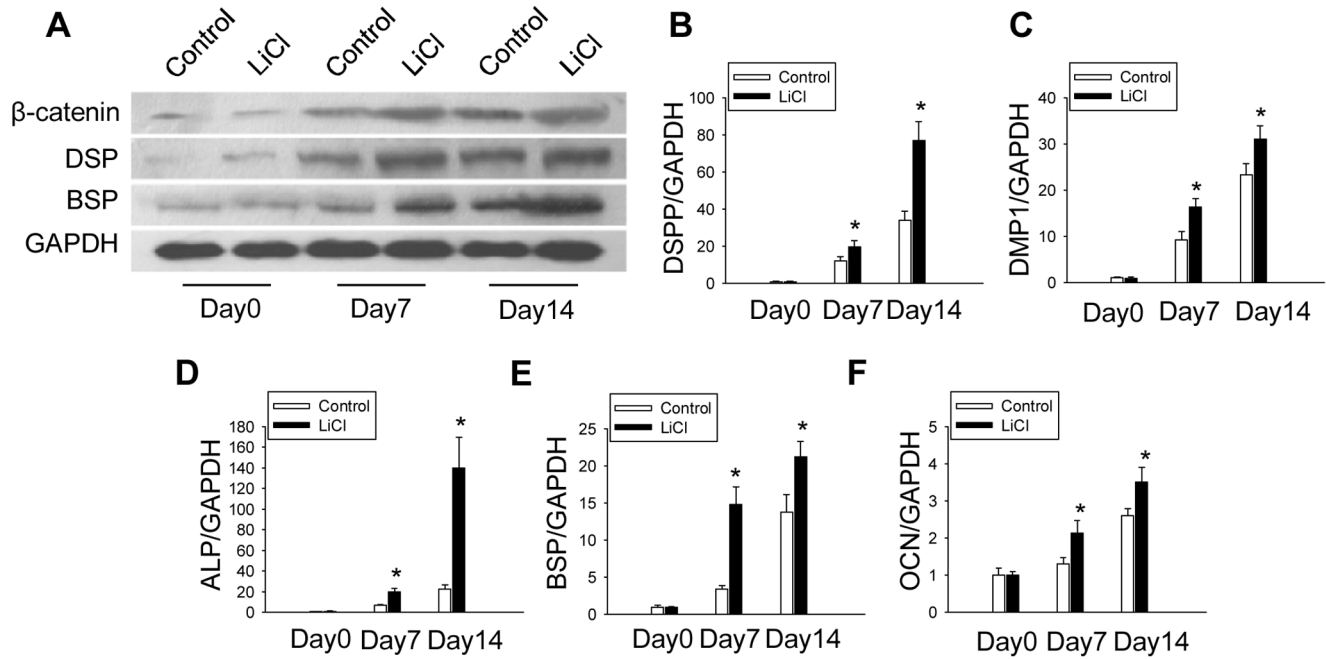 A
Control
LiCl
Control
LiCl
Control
LiCl
β-catenin
DSP
BSP
GAPDH
Day0
Day7
Day14
B
Control
LiCl
DSPP/GAPDH
100
80
60
40
20
0
*
*
Day0
Day7
Day14
C
Control
LiCl
DMP1/GAPDH
40
30
20
10
0
*
*
Day0
Day7
Day14
D
Control
LiCl
ALP/GAPDH
180
160
140
120
100
80
60
40
20
0
*
*
Day0
Day7
Day14
E
Control
LiCl
BSP/GAPDH
25
20
15
10
5
0
*
*
Day0
Day7
Day14
F
Control
LiCl
OCN/GAPDH
5
4
3
2
1
0
*
*
Day0
Day7
Day14